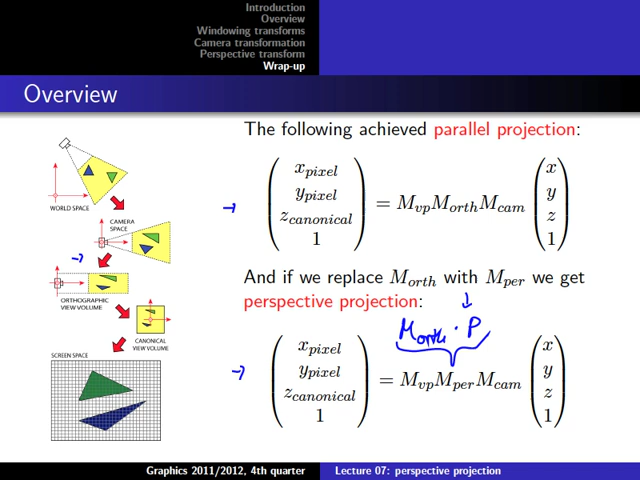 Introduction
Overview
Windowing transforms
Camera transformation
Perspective transform
Wrap-up
Overview
The following achieved parallel projection:
x_pixel
y_pixel
z_canonical
1
= M_vp M_orth M_cam
x
y
z
1
And if we replace M_orth with M_per we get
perspective projection:
M_orth · P
x_pixel
y_pixel
z_canonical
1
= M_vp M_per M_cam
x
y
z
1
WORLD SPACE
CAMERA
SPACE
ORTHOGRAPHIC
VIEW VOLUME
CANONICAL
VIEW VOLUME
SCREEN SPACE
Graphics 2011/2012, 4th quarter
Lecture 07: perspective projection